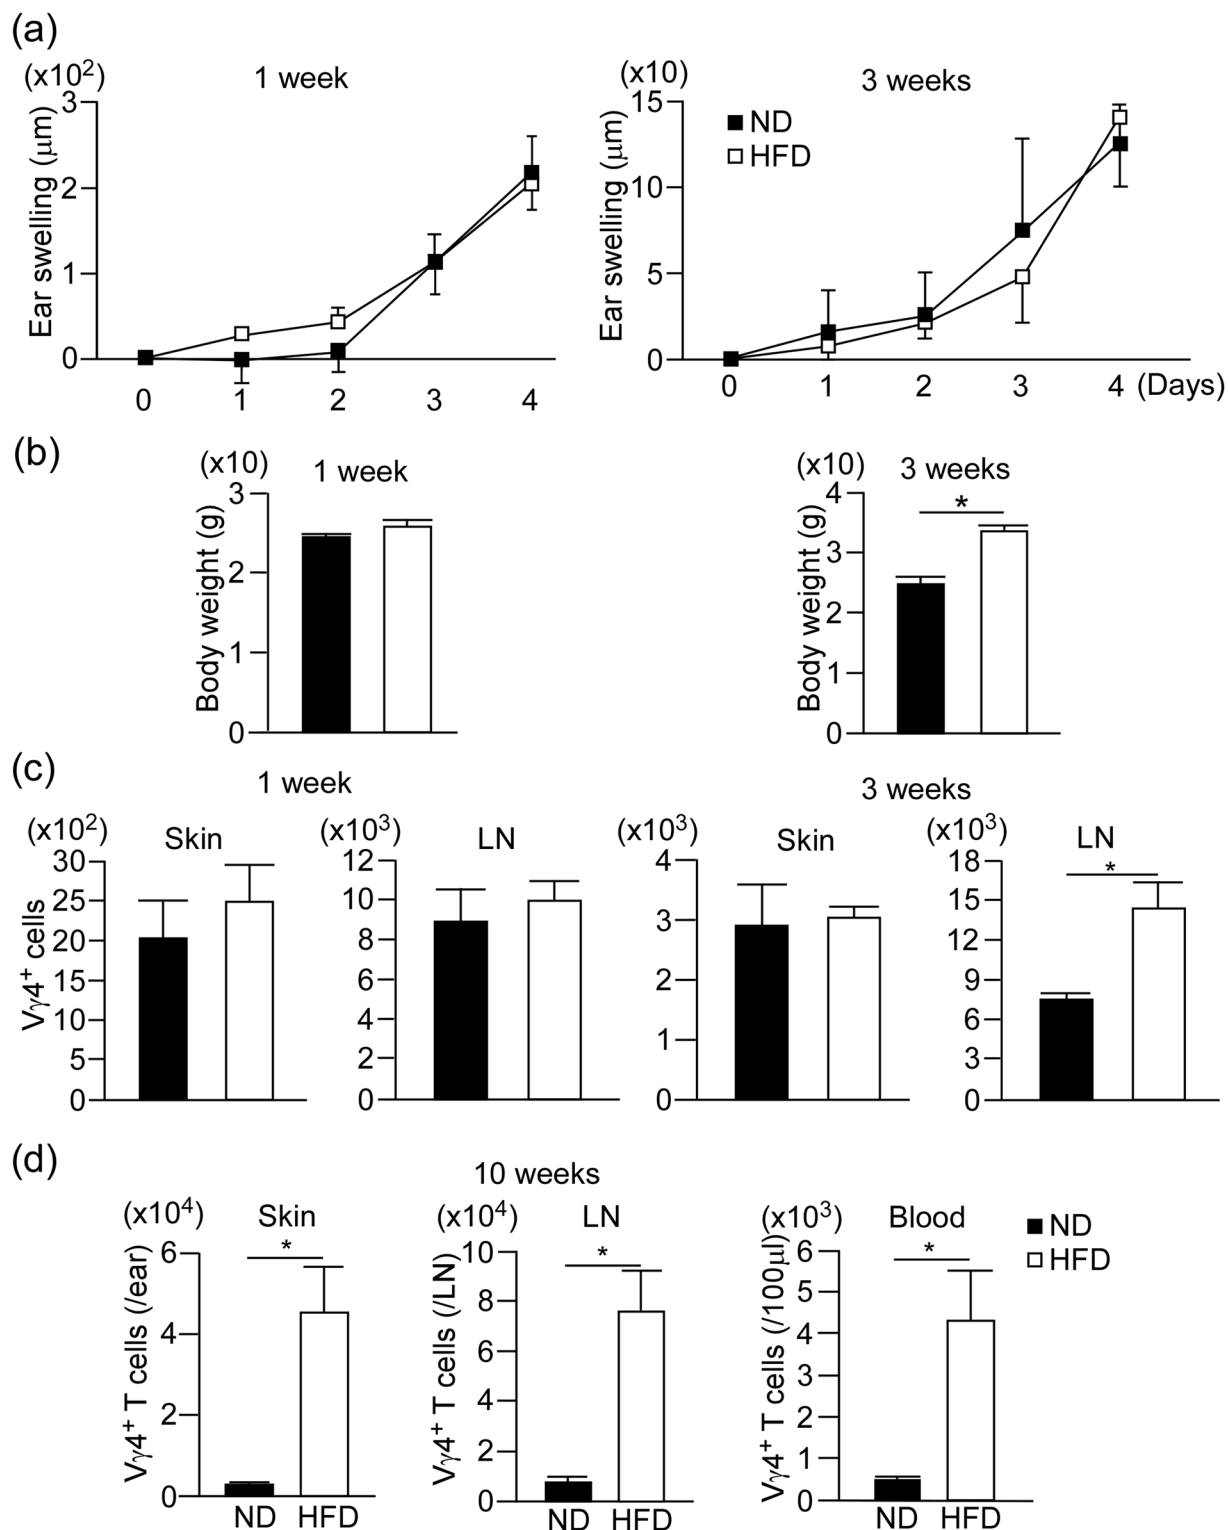 (a)
(x10²) 1 week
Ear swelling (μm)
3
2
1
0
0 1 2 3 4
(x10) 3 weeks
Ear swelling (μm)
15
10
5
0
ND
HFD
0 1 2 3 4 (Days)
(b)
(x10) 1 week
Body weight (g)
3
2
1
0
(x10) 3 weeks
Body weight (g)
4
3
2
1
0
*
(c)
1 week
3 weeks
(x10²) Skin
Vγ4⁺ cells
30
25
20
15
10
5
0
(x10³) LN
12
10
8
6
4
2
0
(x10³) Skin
4
3
2
1
0
(x10³) LN
18
15
12
9
6
3
0
*
(d)
10 weeks
(x10⁴) Skin
Vγ4⁺ T cells (/ear)
6
4
2
0
*
ND HFD
(x10⁴) LN
Vγ4⁺ T cells (/LN)
10
8
6
4
2
0
*
ND HFD
(x10³) Blood
Vγ4⁺ T cells (/100μl)
6
5
4
3
2
1
0
*
ND HFD
ND
HFD